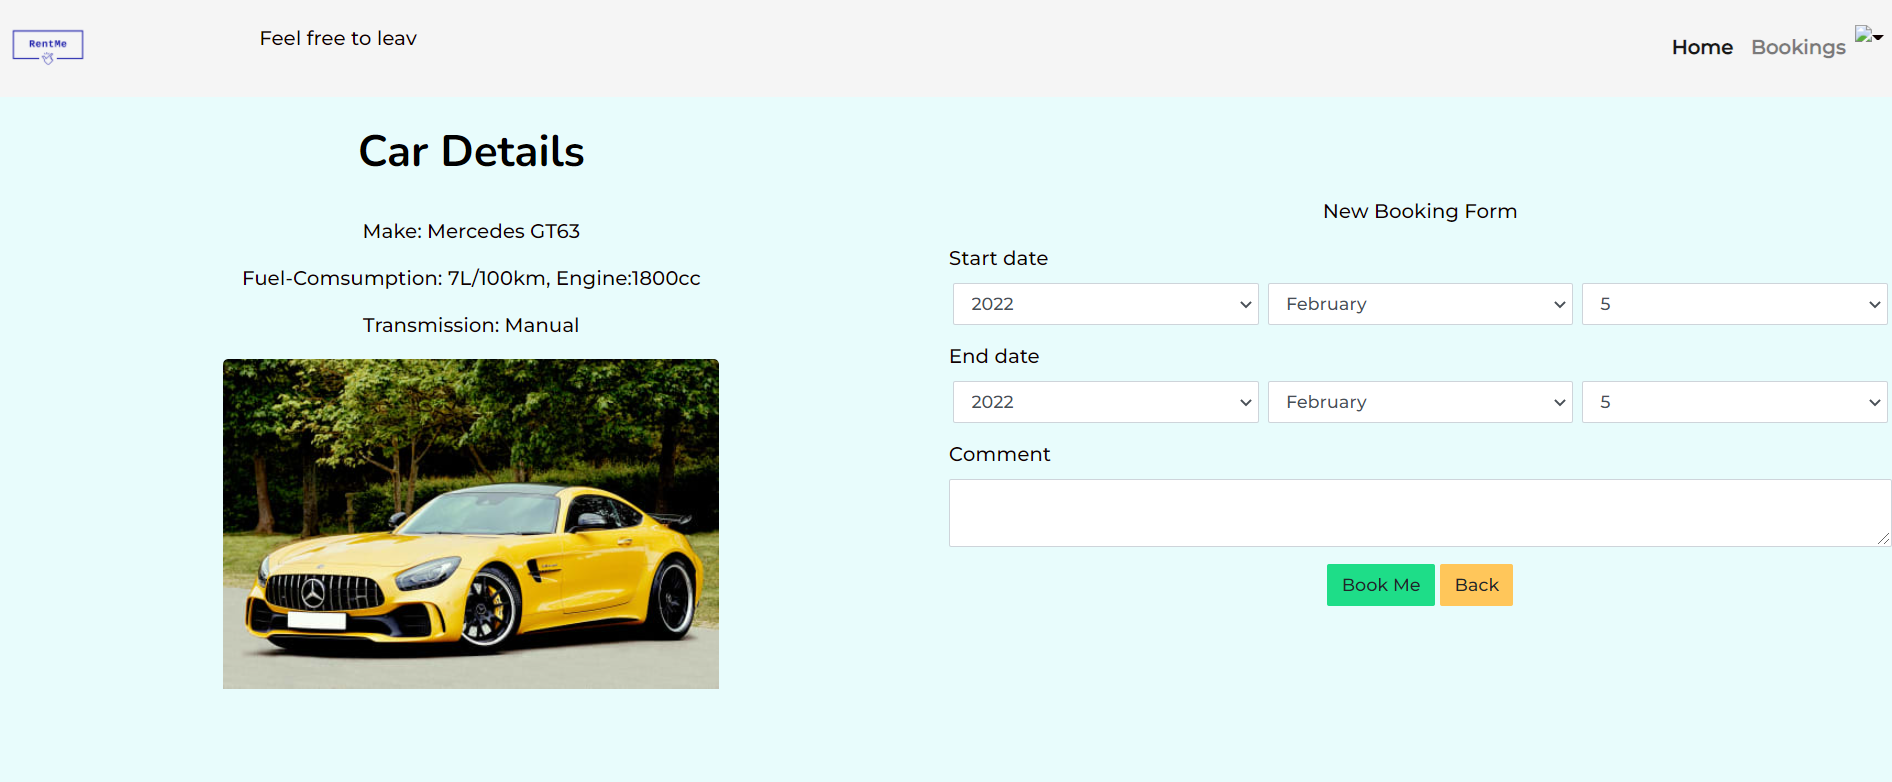 RentMe
Feel free to leav
Home Bookings
Car Details
Make: Mercedes GT63
Fuel-Comsumption: 7L/100km, Engine:1800cc
Transmission: Manual
New Booking Form
Start date
2022 February 5
End date
2022 February 5
Comment
Book Me Back